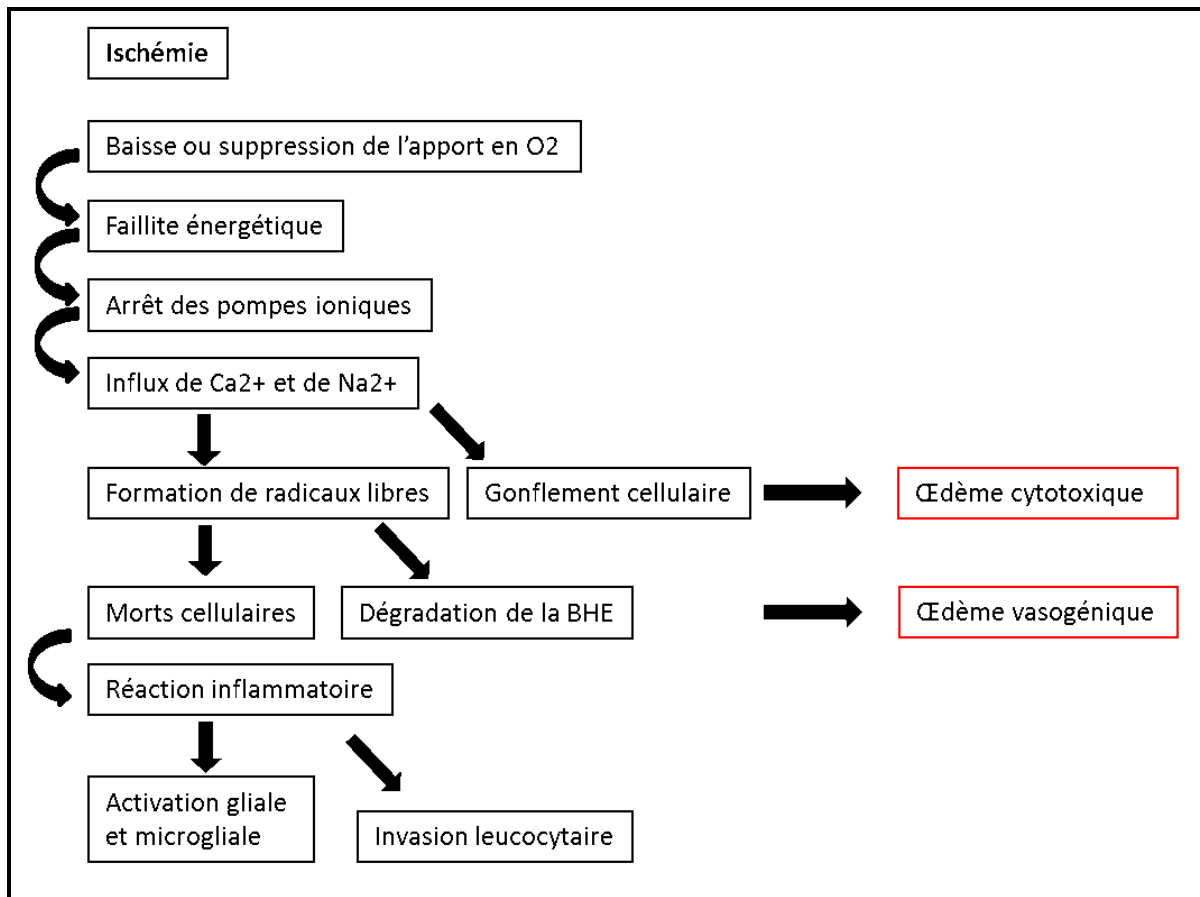 Ischémie
Baisse ou suppression de l'apport en O2
Faillite énergétique
Arrêt des pompes ioniques
Influx de Ca2+ et de Na2+
Formation de radicaux libres
Gonflement cellulaire
Œdème cytotoxique
Morts cellulaires
Dégradation de la BHE
Œdème vasogénique
Réaction inflammatoire
Activation gliale
et microgliale
Invasion leucocytaire